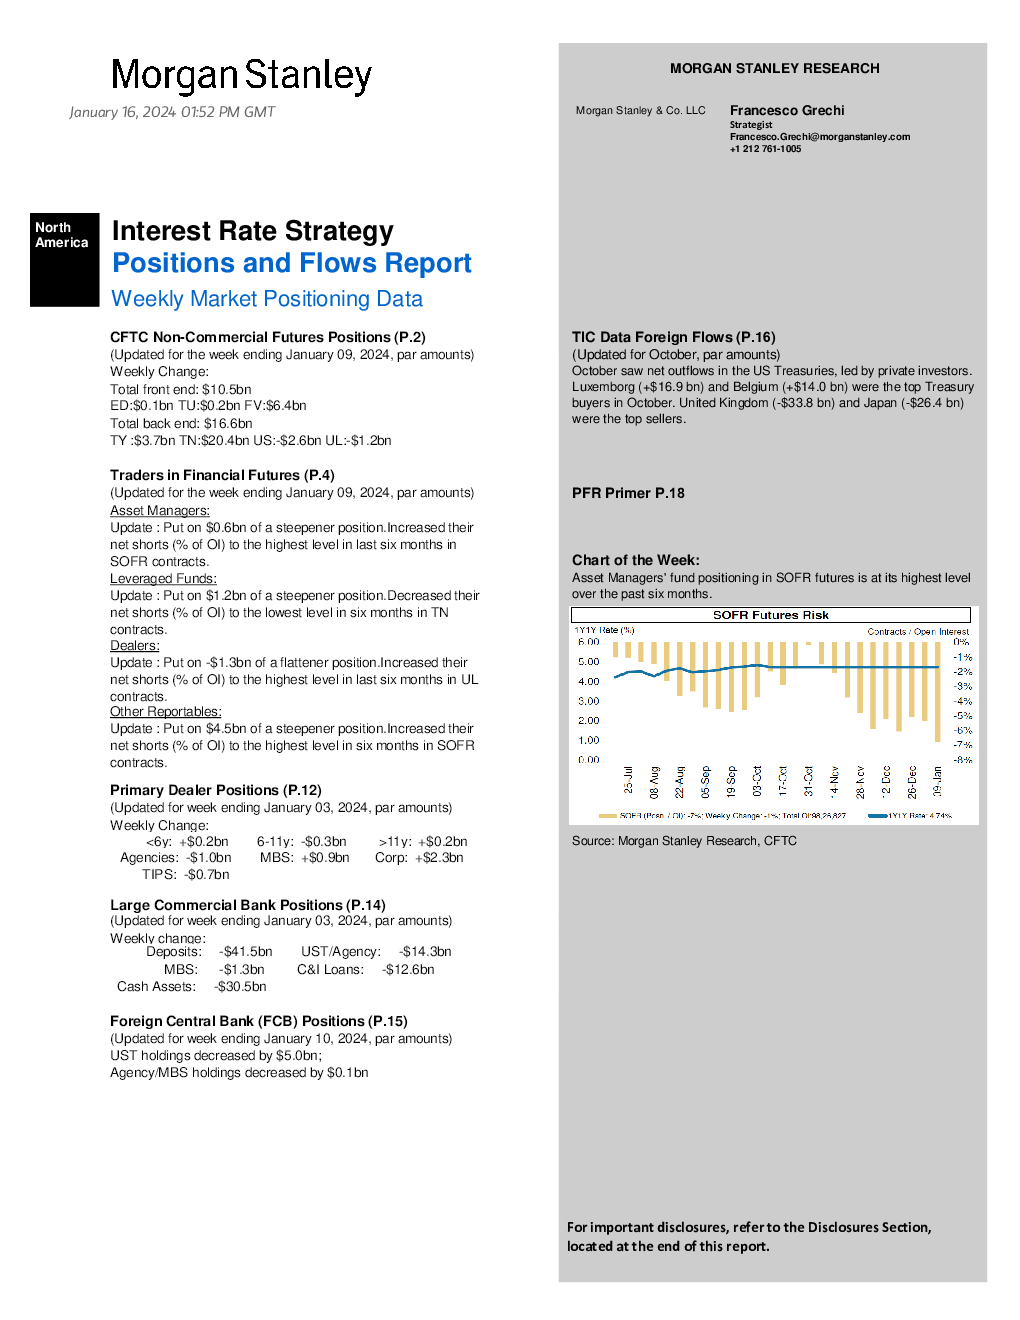 Morgan Stanley
January 16, 2024 01:52 PM GMT
North
America
Interest Rate Strategy
Positions and Flows Report
Weekly Market Positioning Data
CFTC Non-Commercial Futures Positions (P.2)
(Updated for the week ending January 09, 2024, par amounts)
Weekly Change:
Total front end: $10.5bn
ED:$0.1bn TU:$0.2bn FV:$6.4bn
Total back end: $16.6bn
TY :$3.7bn TN:$20.4bn US:-$2.6bn UL:-$1.2bn
Traders in Financial Futures (P.4)
(Updated for the week ending January 09, 2024, par amounts)
Asset Managers:
Update : Put on $0.6bn of a steepener position.Increased their
net shorts (% of OI) to the highest level in last six months in
SOFR contracts.
Leveraged Funds:
Update : Put on $1.2bn of a steepener position.Decreased their
net shorts (% of OI) to the lowest level in six months in TN
contracts.
Dealers:
Update : Put on -$1.3bn of a flattener position.Increased their
net shorts (% of OI) to the highest level in last six months in UL
contracts.
Other Reportables:
Update : Put on $4.5bn of a steepener position.Increased their
net shorts (% of OI) to the highest level in six months in SOFR
contracts.
Primary Dealer Positions (P.12)
(Updated for week ending January 03, 2024, par amounts)
Weekly Change:
<6y: +$0.2bn 6-11y: -$0.3bn >11y: +$0.2bn
Agencies: -$1.0bn MBS: +$0.9bn Corp: +$2.3bn
TIPS: -$0.7bn
Large Commercial Bank Positions (P.14)
(Updated for week ending January 03, 2024, par amounts)
Weekly change:
Deposits: -$41.5bn UST/Agency: -$14.3bn
MBS: -$1.3bn C&I Loans: -$12.6bn
Cash Assets: -$30.5bn
Foreign Central Bank (FCB) Positions (P.15)
(Updated for week ending January 10, 2024, par amounts)
UST holdings decreased by $5.0bn;
Agency/MBS holdings decreased by $0.1bn
MORGAN STANLEY RESEARCH
Morgan Stanley & Co. LLC
Francesco Grechi
Strategist
Francesco.Grechi@morganstanley.com
+1 212 761-1005
TIC Data Foreign Flows (P.16)
(Updated for October, par amounts)
October saw net outflows in the US Treasuries, led by private investors.
Luxemborg (+$16.9 bn) and Belgium (+$14.0 bn) were the top Treasury
buyers in October. United Kingdom (-$33.8 bn) and Japan (-$26.4 bn)
were the top sellers.
PFR Primer P.18
Chart of the Week:
Asset Managers' fund positioning in SOFR futures is at its highest level
over the past six months.
SOFR Futures Risk
1Y1Y Rate (%) Contracts / Open Interest
6.00 0%
-1%
5.00 -2%
4.00 -3%
3.00 -4%
2.00 -5%
-6%
1.00 -7%
0.00 -8%
25-Jul 08-Aug 22-Aug 05-Sep 19-Sep 03-Oct 17-Oct 31-Oct 14-Nov 28-Nov 12-Dec 26-Dec 09-Jan
SOFR (Posn. / OI): -7%; Weekly Change: -1%; Total OI:98,26,827 1Y1Y Rate: 4.74%
Source: Morgan Stanley Research, CFTC
For important disclosures, refer to the Disclosures Section,
located at the end of this report.